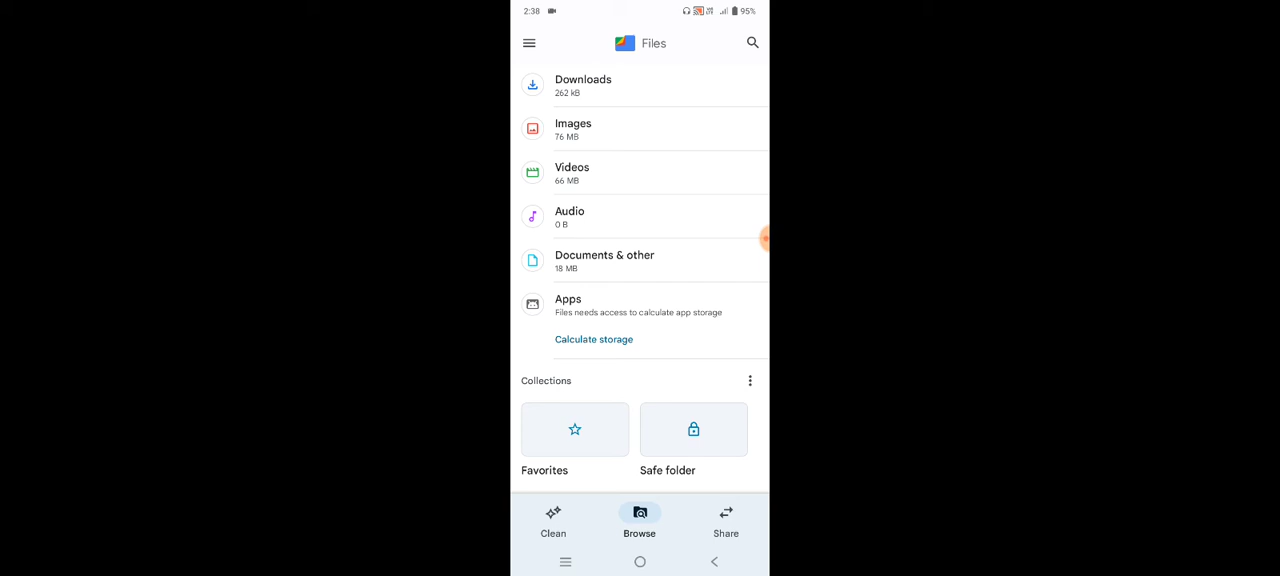 2:38 95%
Files
Downloads
262 kB
Images
76 MB
Videos
66 MB
Audio
0 B
Documents & other
18 MB
Apps
Files needs access to calculate app storage
Calculate storage
Collections
Favorites Safe folder
Clean Browse Share